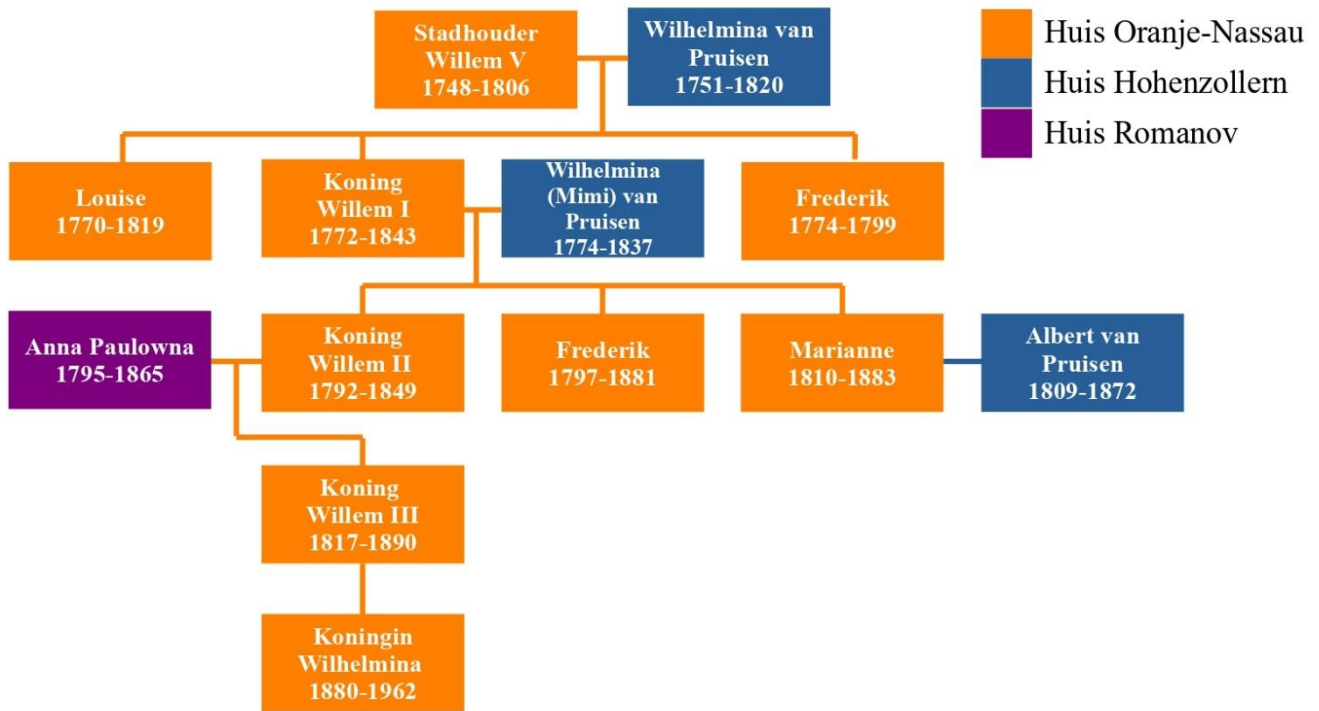 Stadhouder
Willem V
1748-1806
Wilhelmina van
Pruisen
1751-1820
Huis Oranje-Nassau
Huis Hohenzollern
Huis Romanov
Louise
1770-1819
Koning
Willem I
1772-1843
Wilhelmina
(Mimi) van
Pruisen
1774-1837
Frederik
1774-1799
Anna Paulowna
1795-1865
Koning
Willem II
1792-1849
Frederik
1797-1881
Marianne
1810-1883
Albert van
Pruisen
1809-1872
Koning
Willem III
1817-1890
Koningin
Wilhelmina
1880-1962